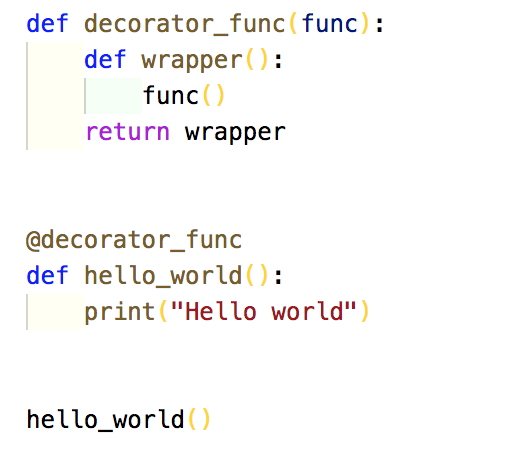 def decorator_func(func):
    def wrapper():
        func()
    return wrapper


@decorator_func
def hello_world():
    print("Hello world")


hello_world()